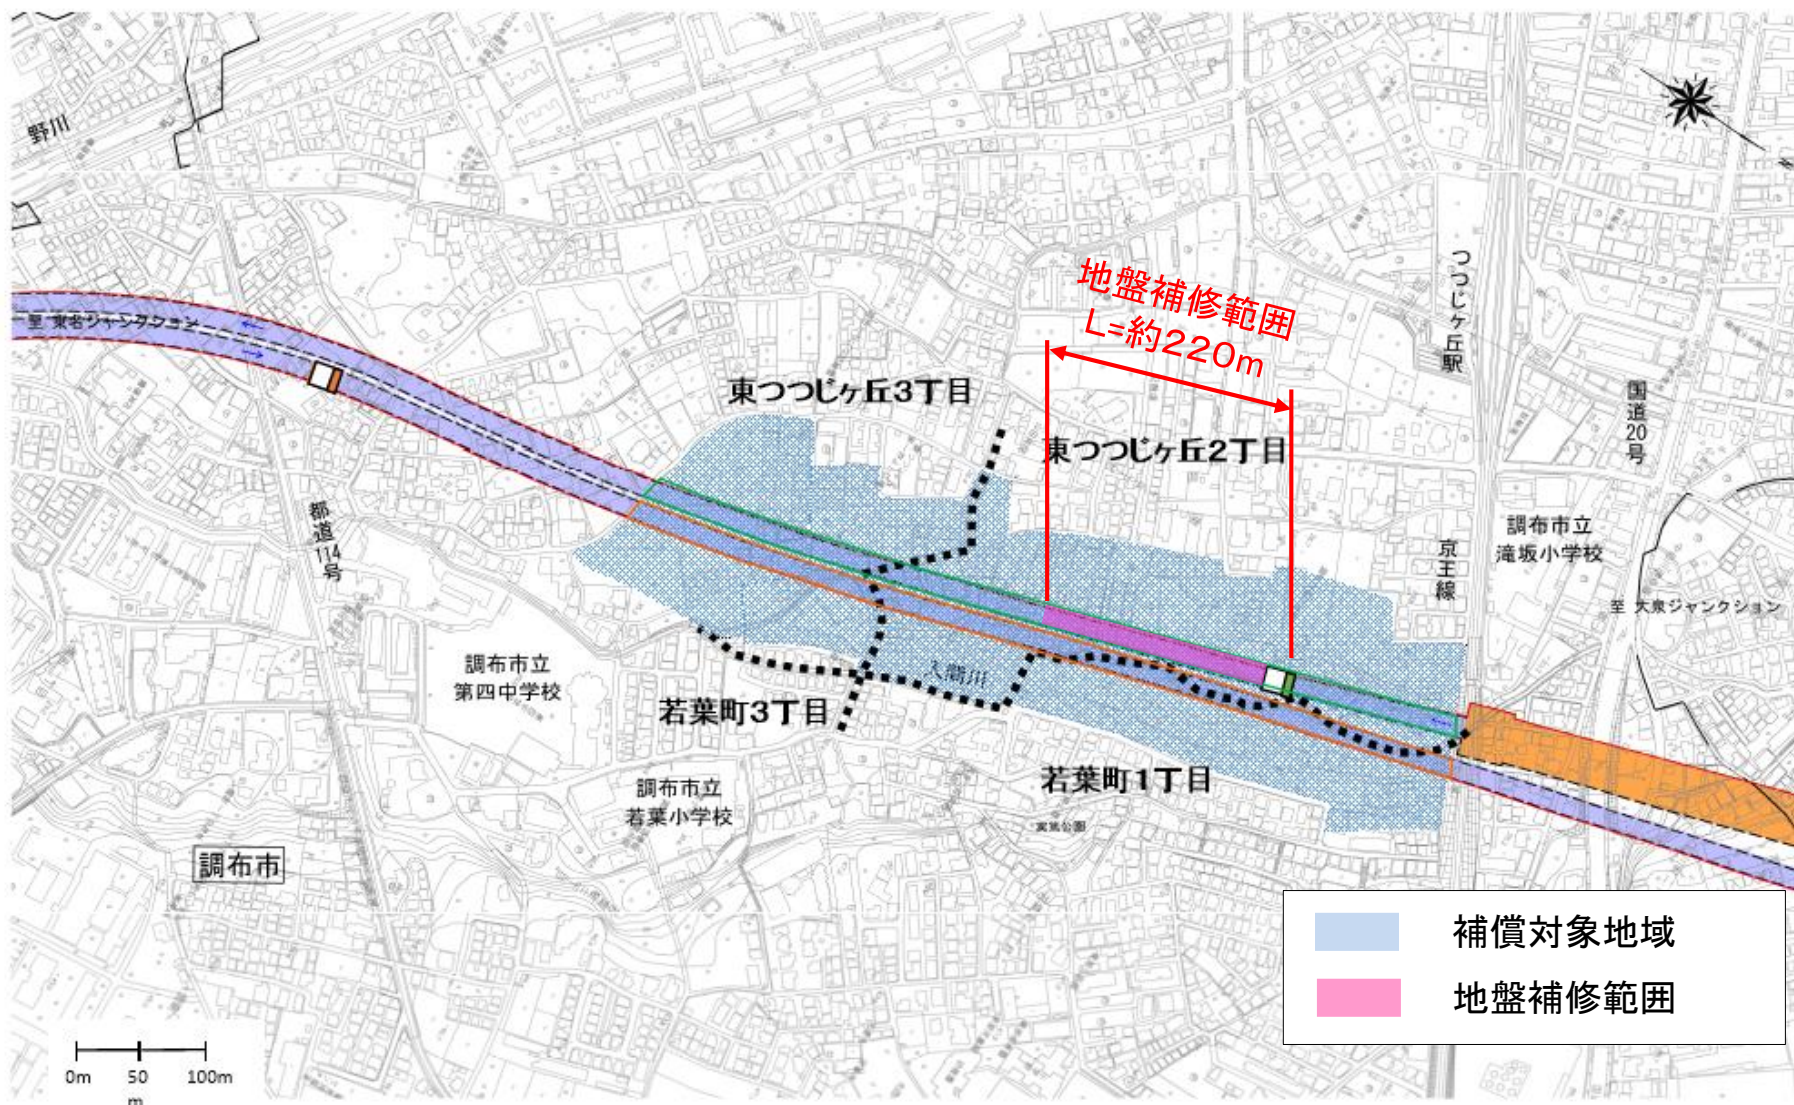 野川
至 東名ジャンクション
都
道
114
号
東つつじヶ丘3丁目
地盤補修範囲
L=約220m
東つつじヶ丘2丁目
つつじヶ丘駅
国道20号
京王線
調布市立
滝坂小学校
至 大泉ジャンクション
調布市立
第四中学校
入間川
若葉町3丁目
若葉町1丁目
調布市立
若葉小学校
実篤公園
調布市
補償対象地域
地盤補修範囲
0m 50 100m
m